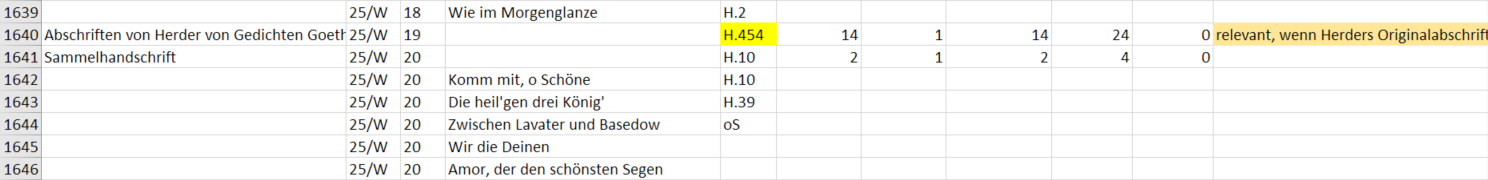 1639 25/W 18 Wie im Morgenglanze H.2
1640 Abschriften von Herder von Gedichten Goeth 25/W 19 H.454 14 1 14 24 0 relevant, wenn Herders Originalabschrift
1641 Sammelhandschrift 25/W 20 H.10 2 1 2 4 0
1642 25/W 20 Komm mit, o Schöne H.10
1643 25/W 20 Die heil'gen drei König' H.39
1644 25/W 20 Zwischen Lavater und Basedow oS
1645 25/W 20 Wir die Deinen
1646 25/W 20 Amor, der den schönsten Segen